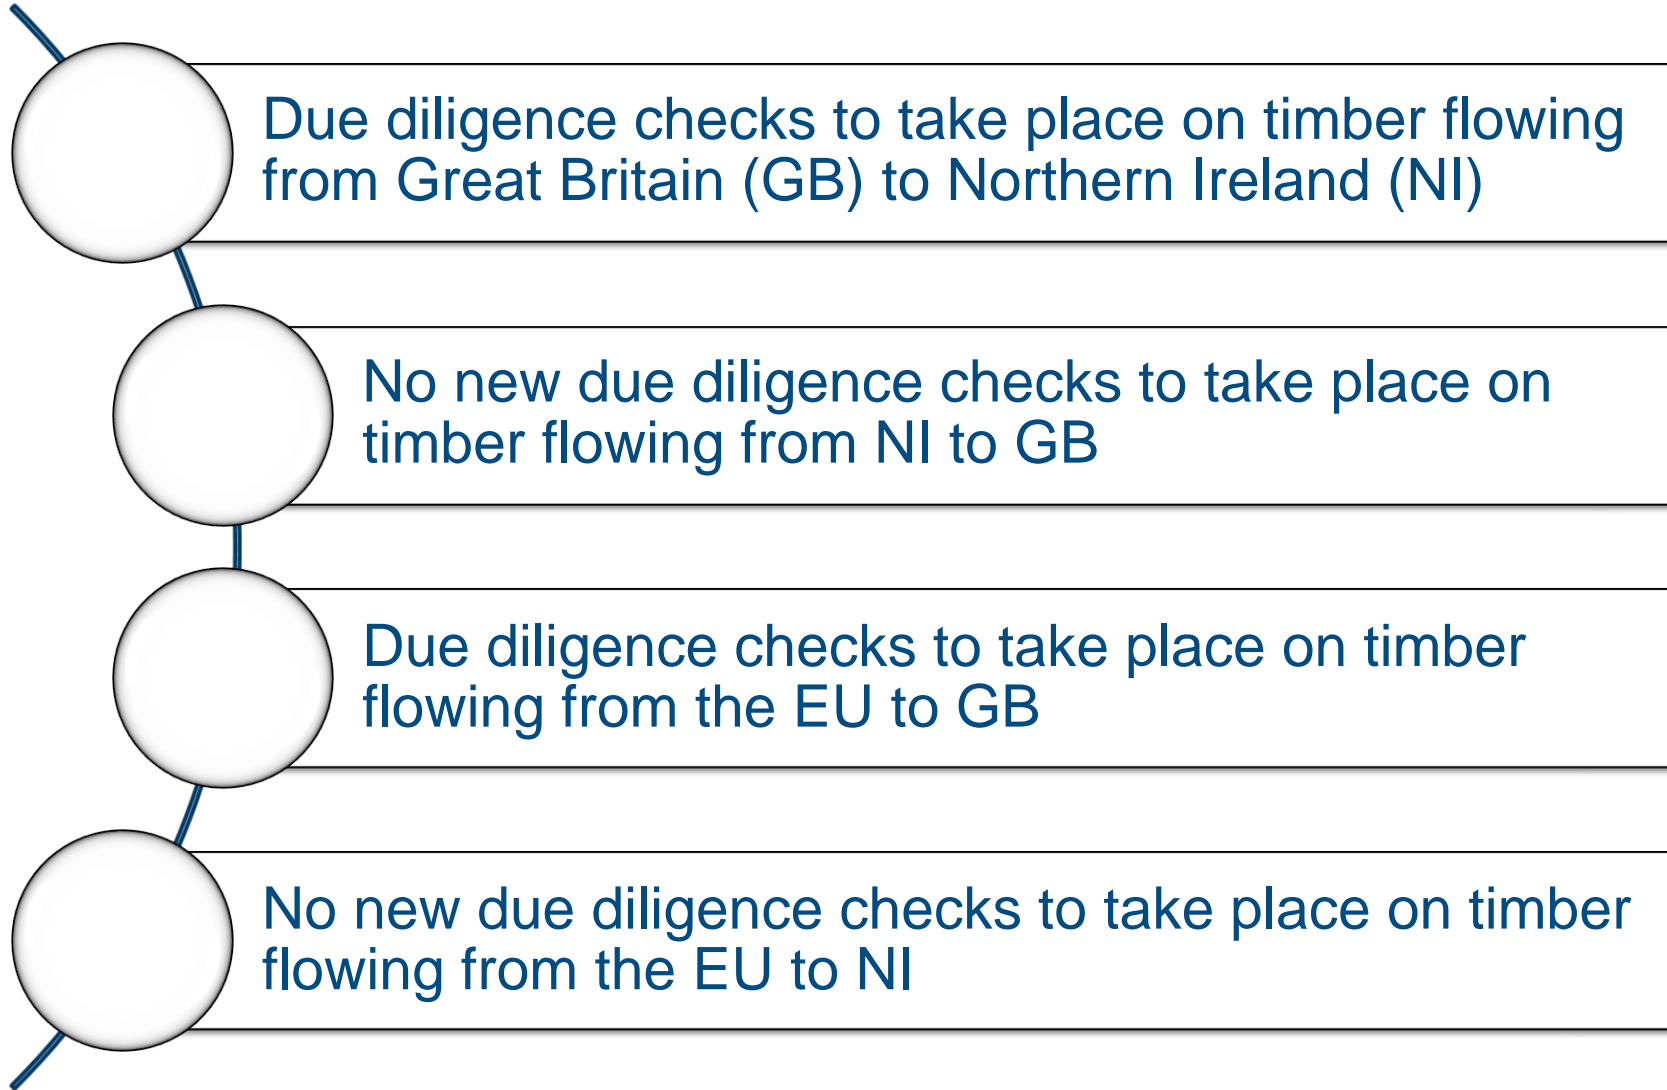 Due diligence checks to take place on timber flowing
from Great Britain (GB) to Northern Ireland (NI)
No new due diligence checks to take place on
timber flowing from NI to GB
Due diligence checks to take place on timber
flowing from the EU to GB
No new due diligence checks to take place on timber
flowing from the EU to NI